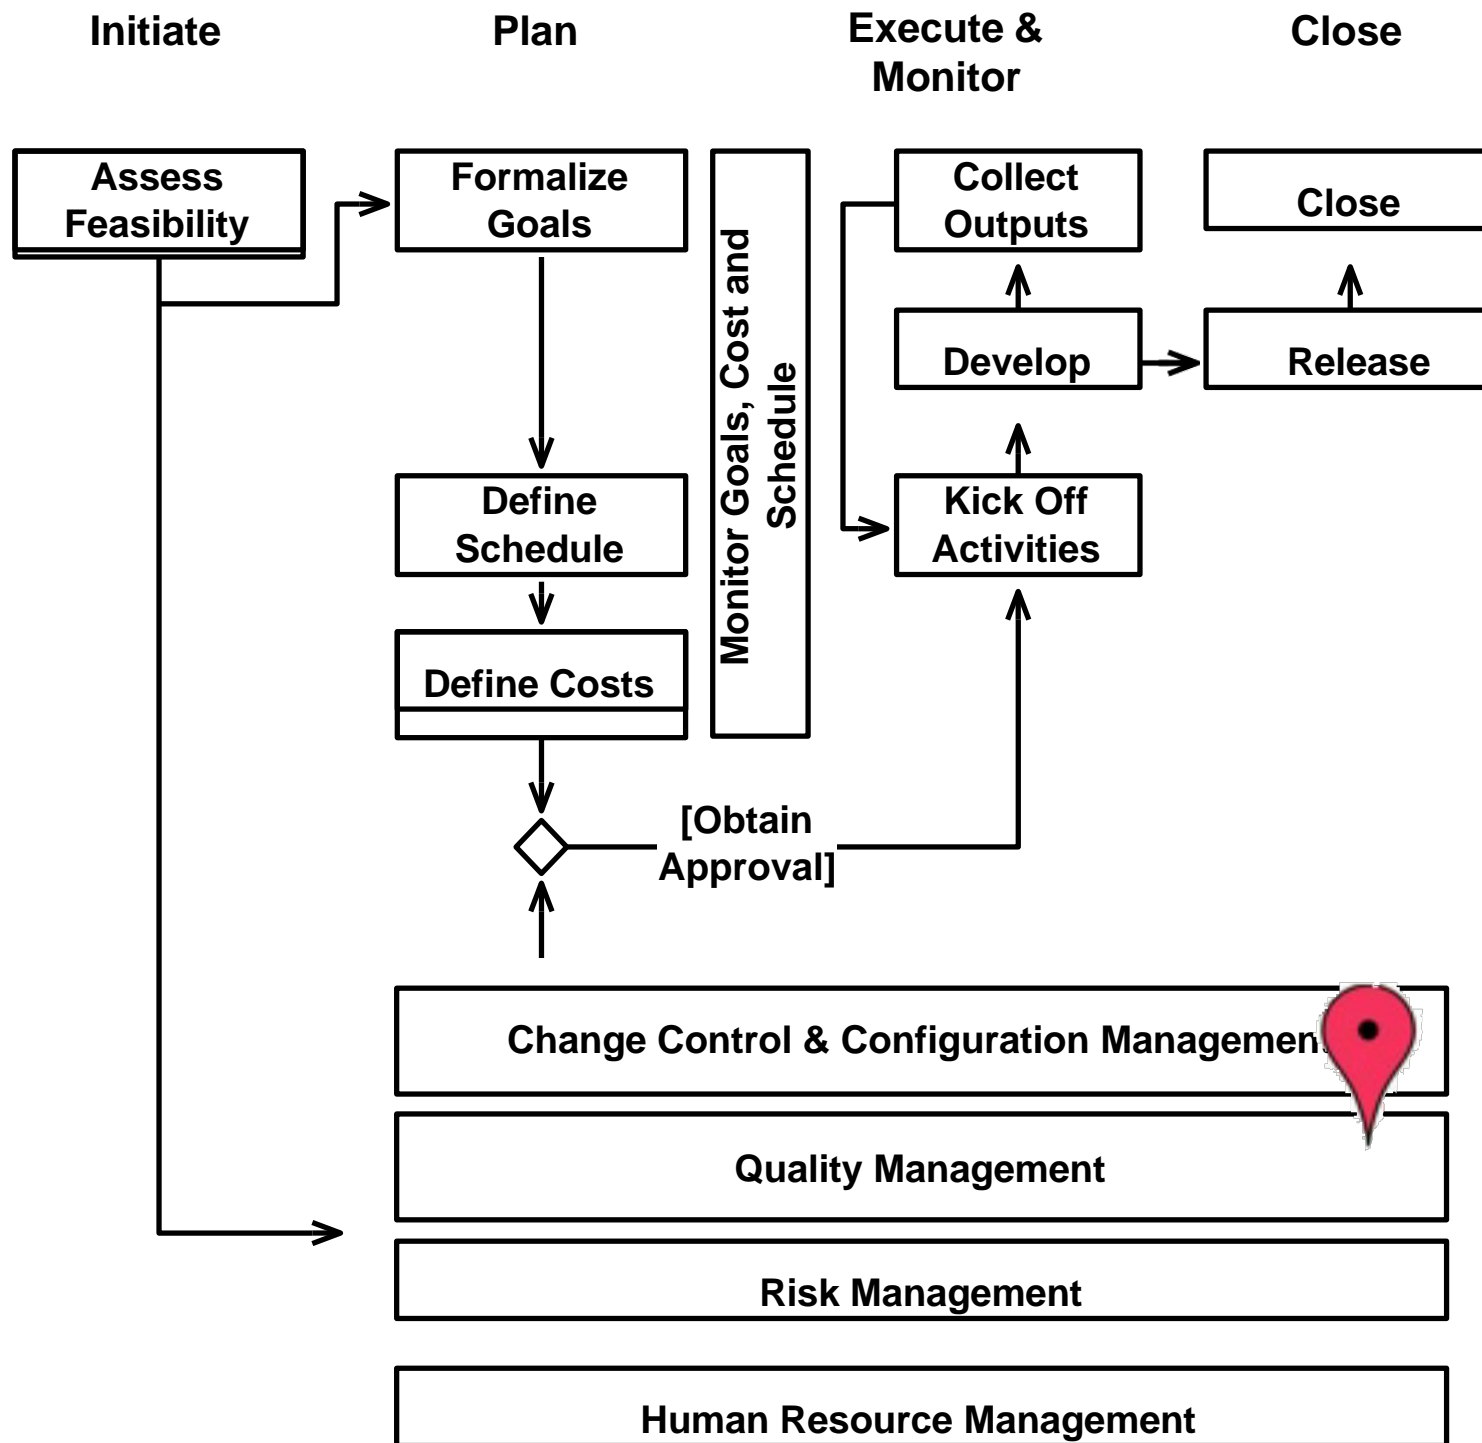 Initiate
Plan
Execute &
Monitor
Close
Assess
Feasibility
Formalize
Goals
Monitor Goals, Cost and
Schedule
Collect
Outputs
Close
Develop
Release
Define
Schedule
Kick Off
Activities
Define Costs
[Obtain
Approval]
Change Control & Configuration Management
Quality Management
Risk Management
Human Resource Management